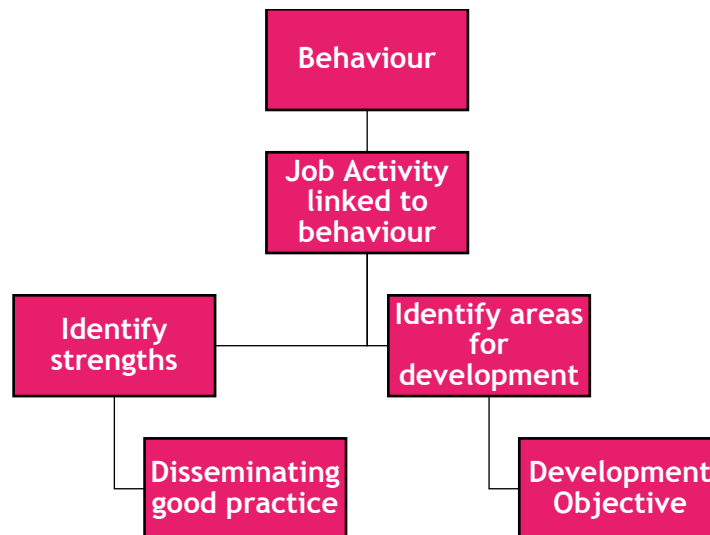 Behaviour
Job Activity
linked to
behaviour
Identify
strengths
Identify areas
for
development
Disseminating
good practice
Development
Objective